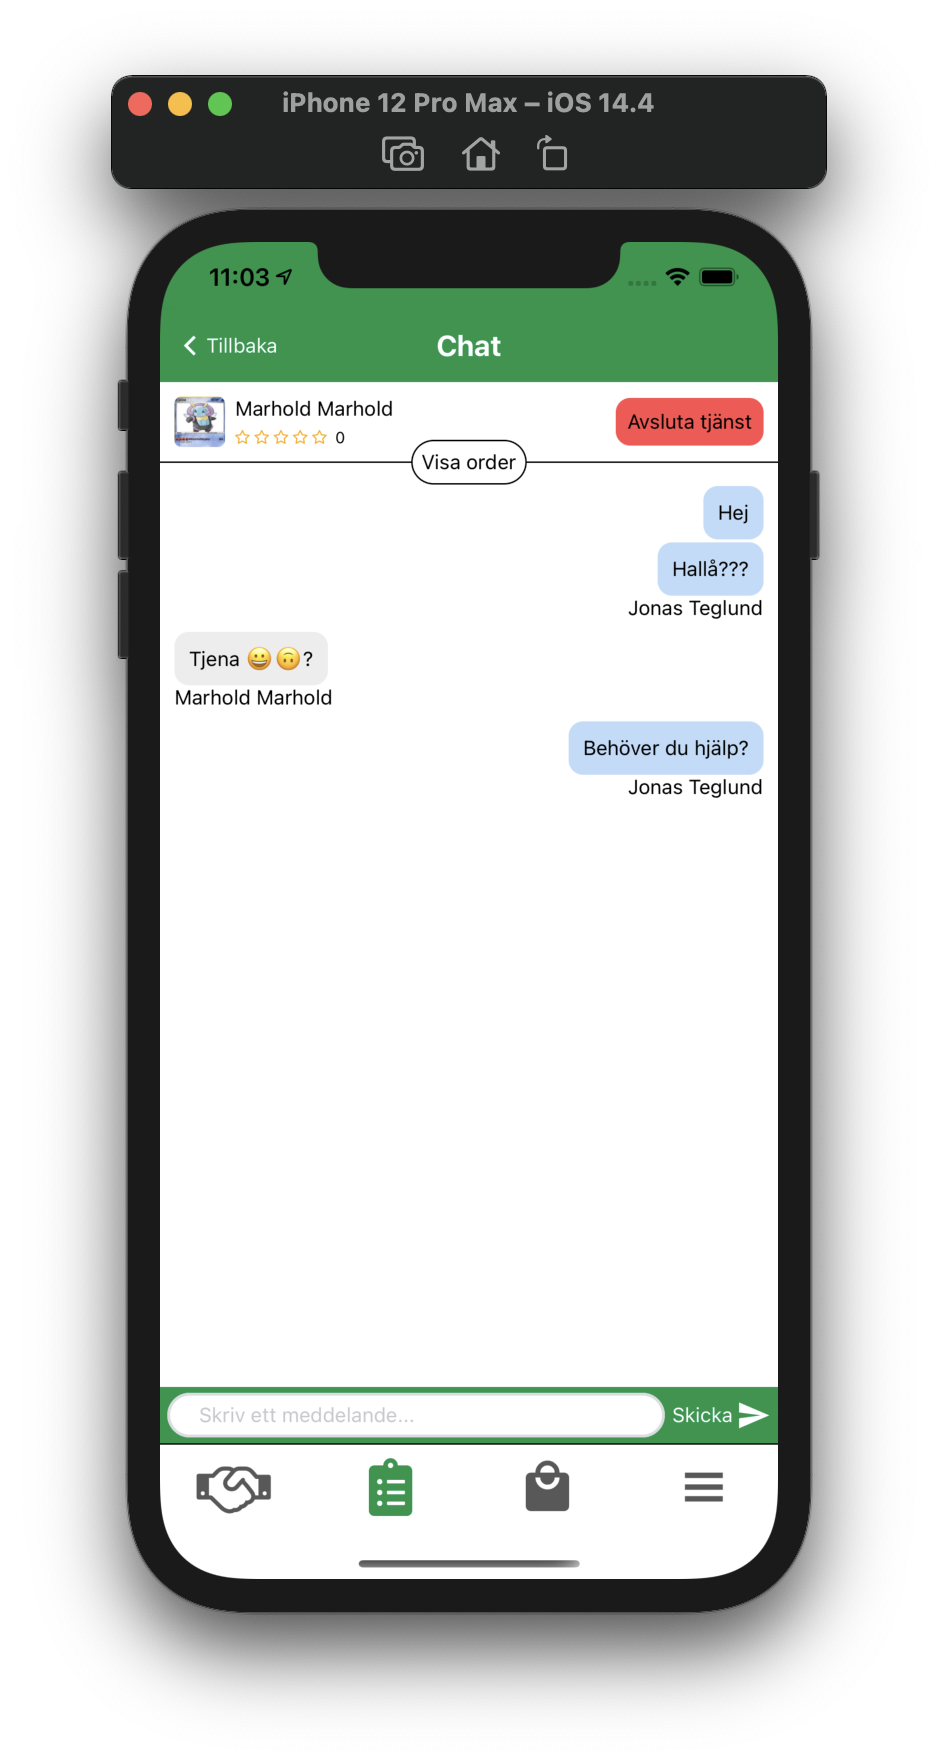 iPhone 12 Pro Max – iOS 14.4
11:03
Tillbaka
Chat
Marhold Marhold
0
Avsluta tjänst
Visa order
Hej
Hallå???
Jonas Teglund
Tjena 😀🙃?
Marhold Marhold
Behöver du hjälp?
Jonas Teglund
Skriv ett meddelande...
Skicka